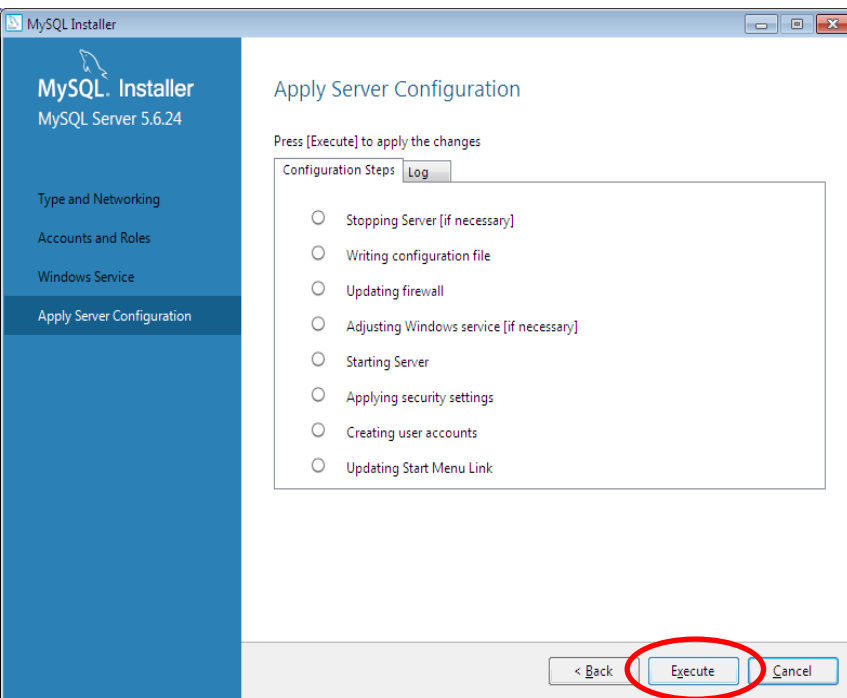 MySQL Installer
MySQL. Installer
MySQL Server 5.6.24
Type and Networking
Accounts and Roles
Windows Service
Apply Server Configuration
Apply Server Configuration
Press [Execute] to apply the changes
Configuration Steps Log
Stopping Server [if necessary]
Writing configuration file
Updating firewall
Adjusting Windows service [if necessary]
Starting Server
Applying security settings
Creating user accounts
Updating Start Menu Link
< Back Execute Cancel